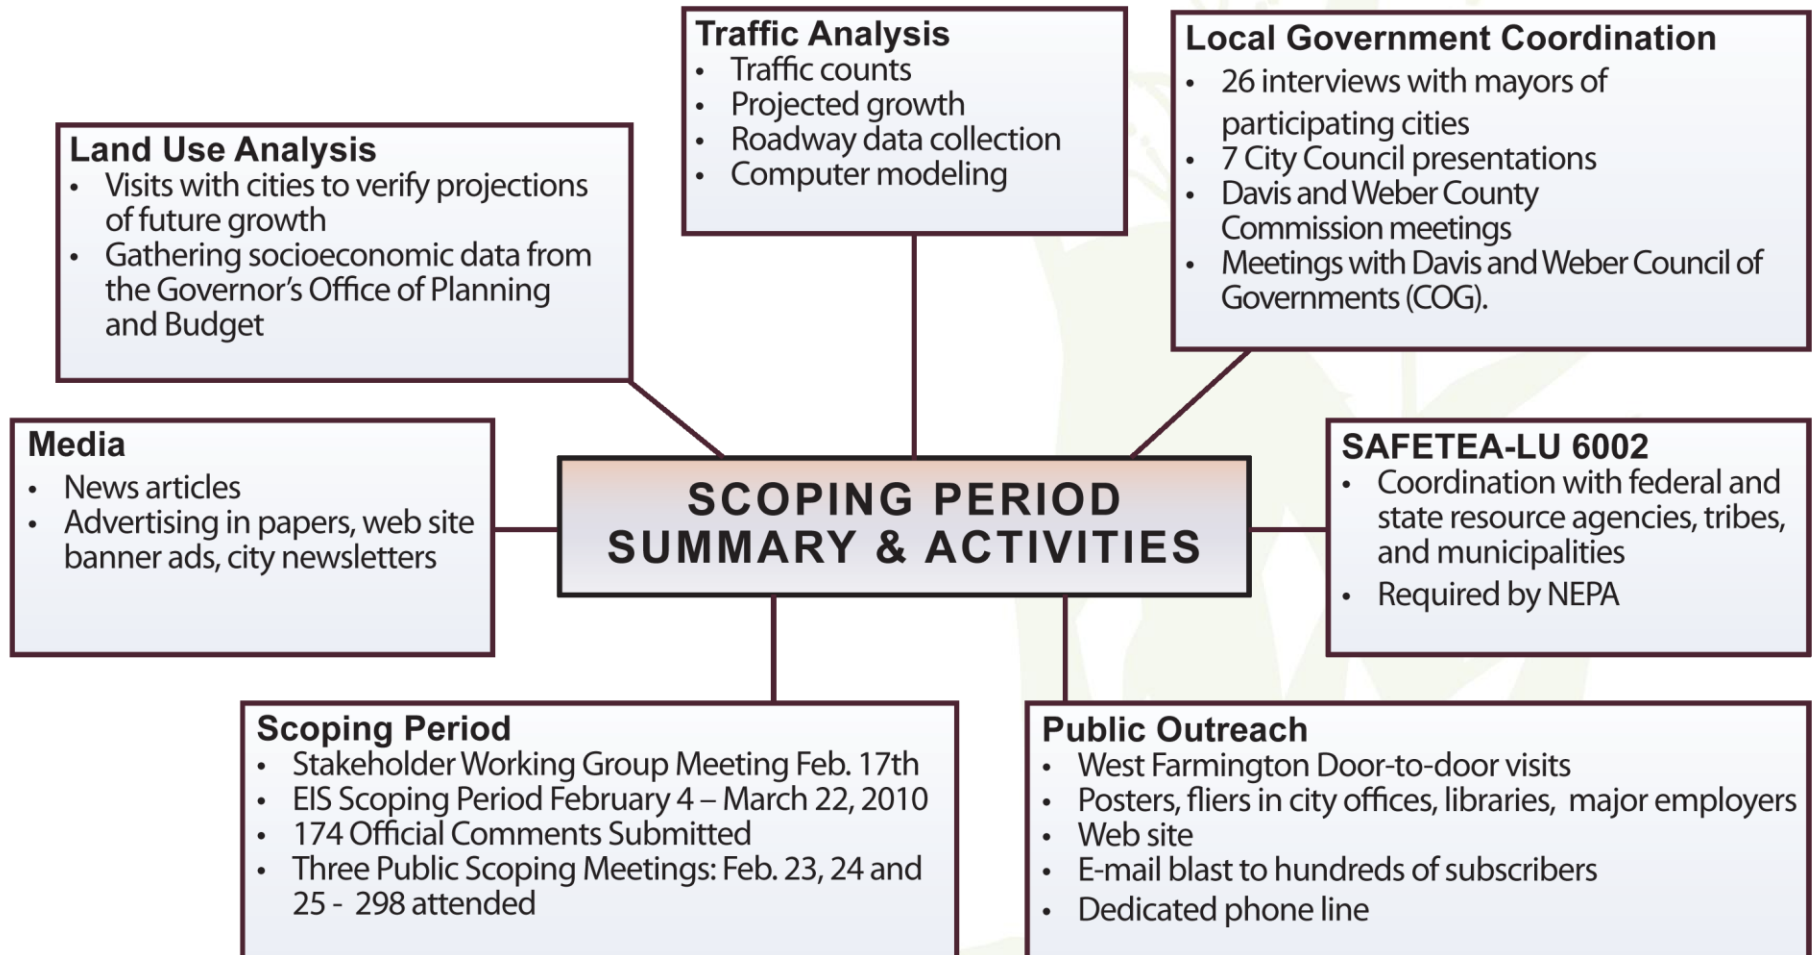 Traffic Analysis
• Traffic counts
• Projected growth
• Roadway data collection
• Computer modeling
Local Government Coordination
• 26 interviews with mayors of
participating cities
• 7 City Council presentations
• Davis and Weber County
Commission meetings
• Meetings with Davis and Weber Council of
Governments (COG).
Land Use Analysis
• Visits with cities to verify projections
of future growth
• Gathering socioeconomic data from
the Governor’s Office of Planning
and Budget
Media
• News articles
• Advertising in papers, web site
banner ads, city newsletters
SCOPING PERIOD
SUMMARY & ACTIVITIES
SAFETEA-LU 6002
• Coordination with federal and
state resource agencies, tribes,
and municipalities
• Required by NEPA
Scoping Period
• Stakeholder Working Group Meeting Feb. 17th
• EIS Scoping Period February 4 – March 22, 2010
• 174 Official Comments Submitted
• Three Public Scoping Meetings: Feb. 23, 24 and
25 - 298 attended
Public Outreach
• West Farmington Door-to-door visits
• Posters, fliers in city offices, libraries, major employers
• Web site
• E-mail blast to hundreds of subscribers
• Dedicated phone line